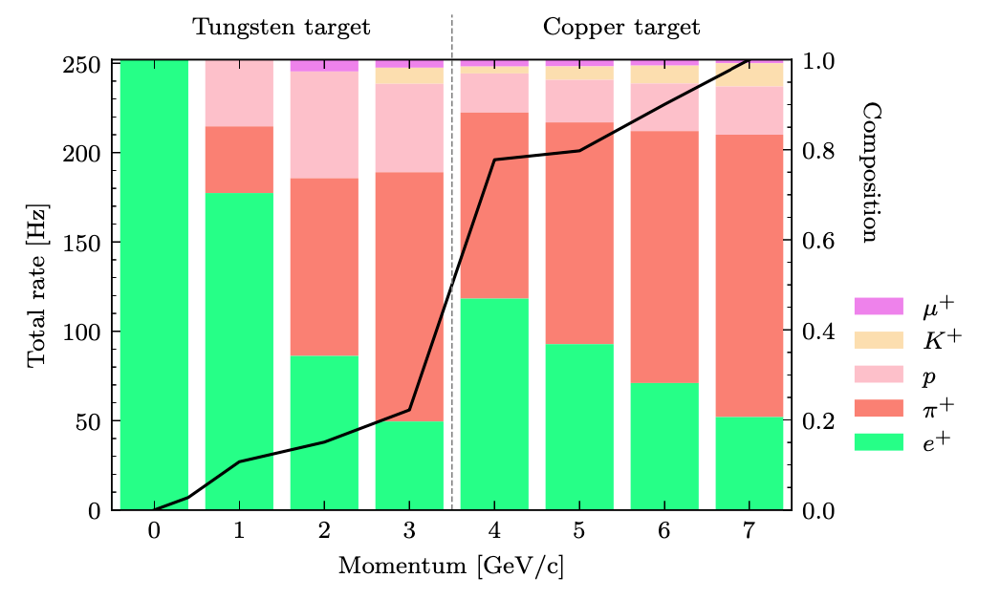 Tungsten target
Copper target
250
200
150
100
50
0
Total rate [Hz]
0 1 2 3 4 5 6 7
Momentum [GeV/c]
1.0
0.8
0.6
0.4
0.2
0.0
Composition
μ⁺
K⁺
p
π⁺
e⁺